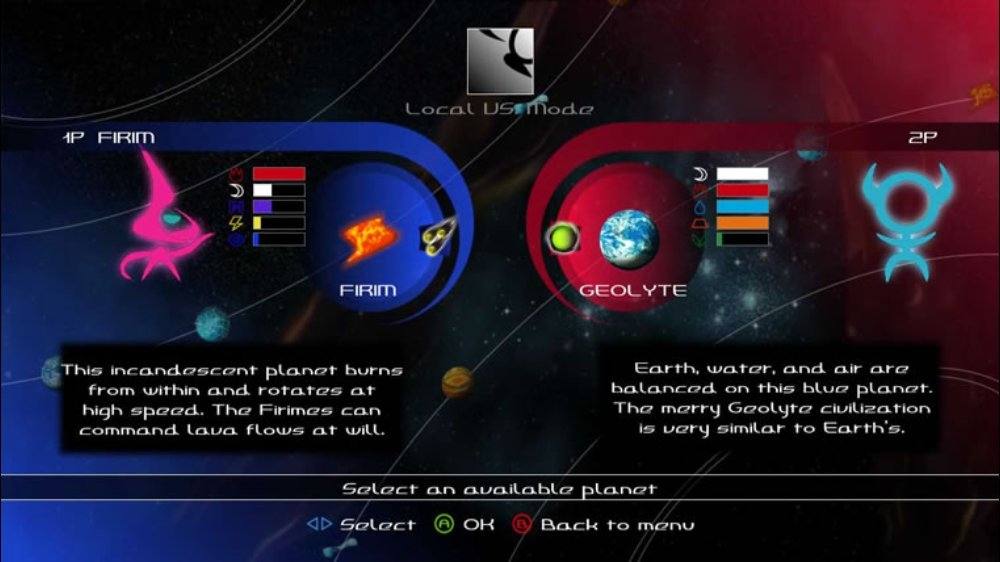 Local VS. Mode
1P FIRIM
2P
FIRIM
GEOLYTE
This incandescent planet burns
from within and rotates at
high speed. The Firimes can
command lava flows at will.
Earth, water, and air are
balanced on this blue planet.
The merry Geolyte civilization
is very similar to Earth's.
Select an available planet
Select A OK B Back to menu